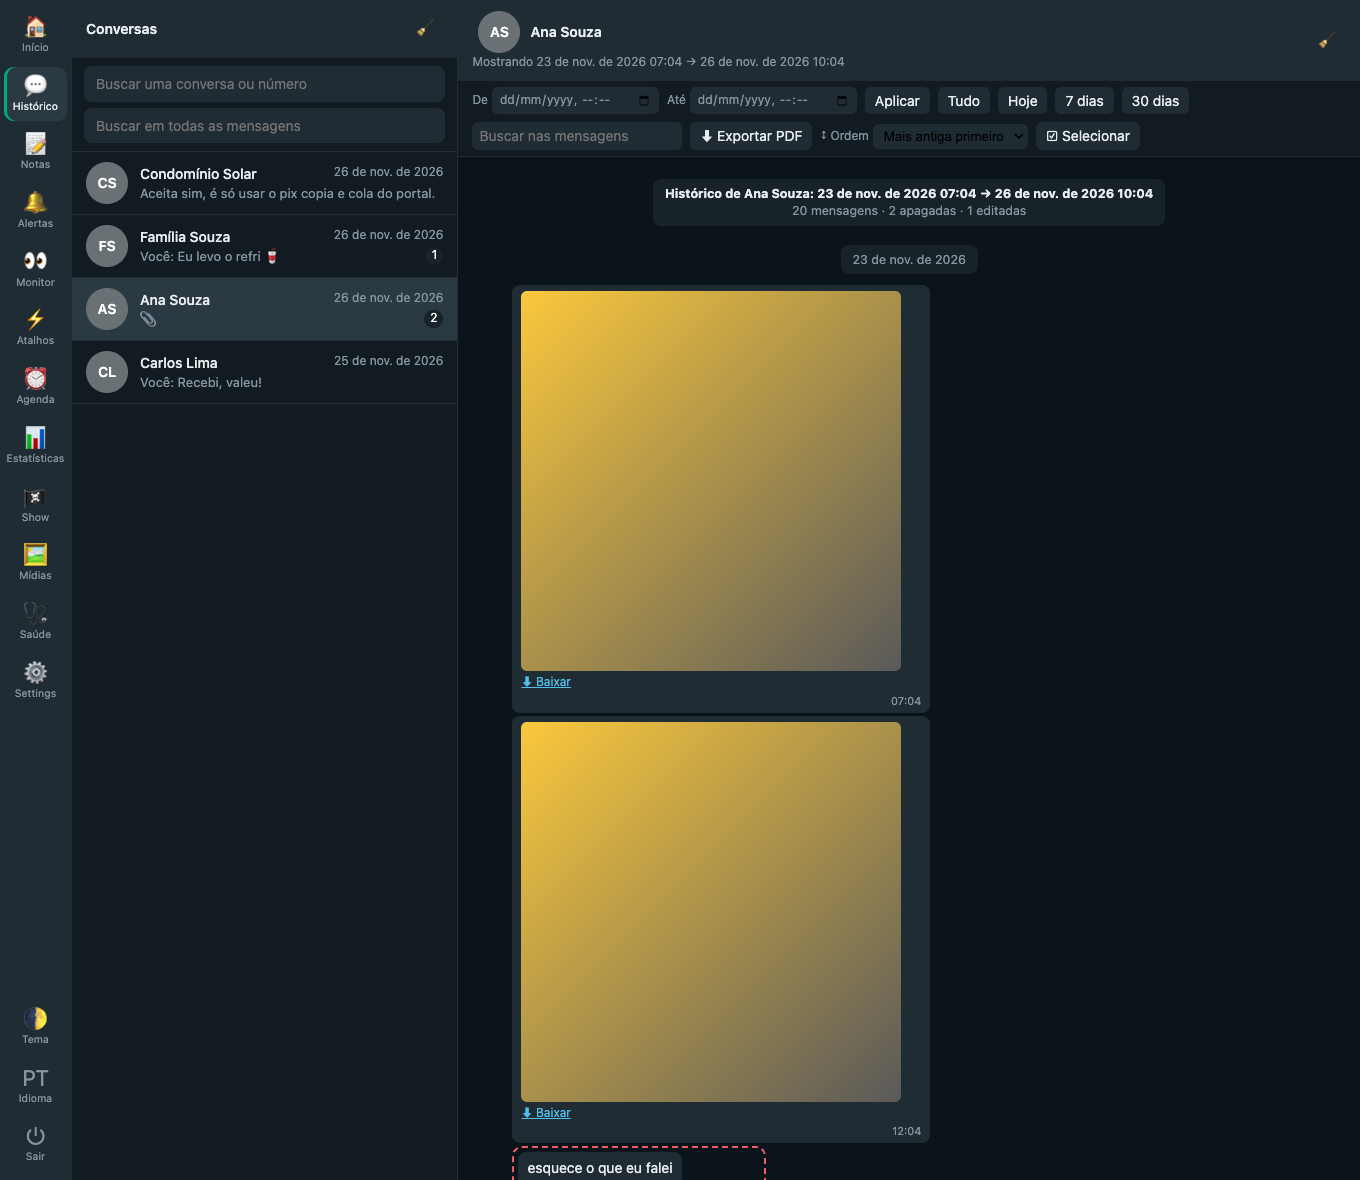 Início
Histórico
Notas
Alertas
Monitor
Atalhos
Agenda
Estatísticas
Show
Mídias
Saúde
Settings
Tema
PT
Idioma
Sair
Conversas
Buscar uma conversa ou número
Buscar em todas as mensagens
CS
Condomínio Solar
26 de nov. de 2026
Aceita sim, é só usar o pix copia e cola do portal.
FS
Família Souza
26 de nov. de 2026
Você: Eu levo o refri 🥤
1
AS
Ana Souza
26 de nov. de 2026
📎
2
CL
Carlos Lima
25 de nov. de 2026
Você: Recebi, valeu!
AS
Ana Souza
Mostrando 23 de nov. de 2026 07:04 → 26 de nov. de 2026 10:04
De dd/mm/yyyy, --:-- Até dd/mm/yyyy, --:-- Aplicar Tudo Hoje 7 dias 30 dias
Buscar nas mensagens ⬇ Exportar PDF ↕ Ordem Mais antiga primeiro ☑ Selecionar
Histórico de Ana Souza: 23 de nov. de 2026 07:04 → 26 de nov. de 2026 10:04
20 mensagens · 2 apagadas · 1 editadas
23 de nov. de 2026
⬇ Baixar
07:04
⬇ Baixar
12:04
esquece o que eu falei